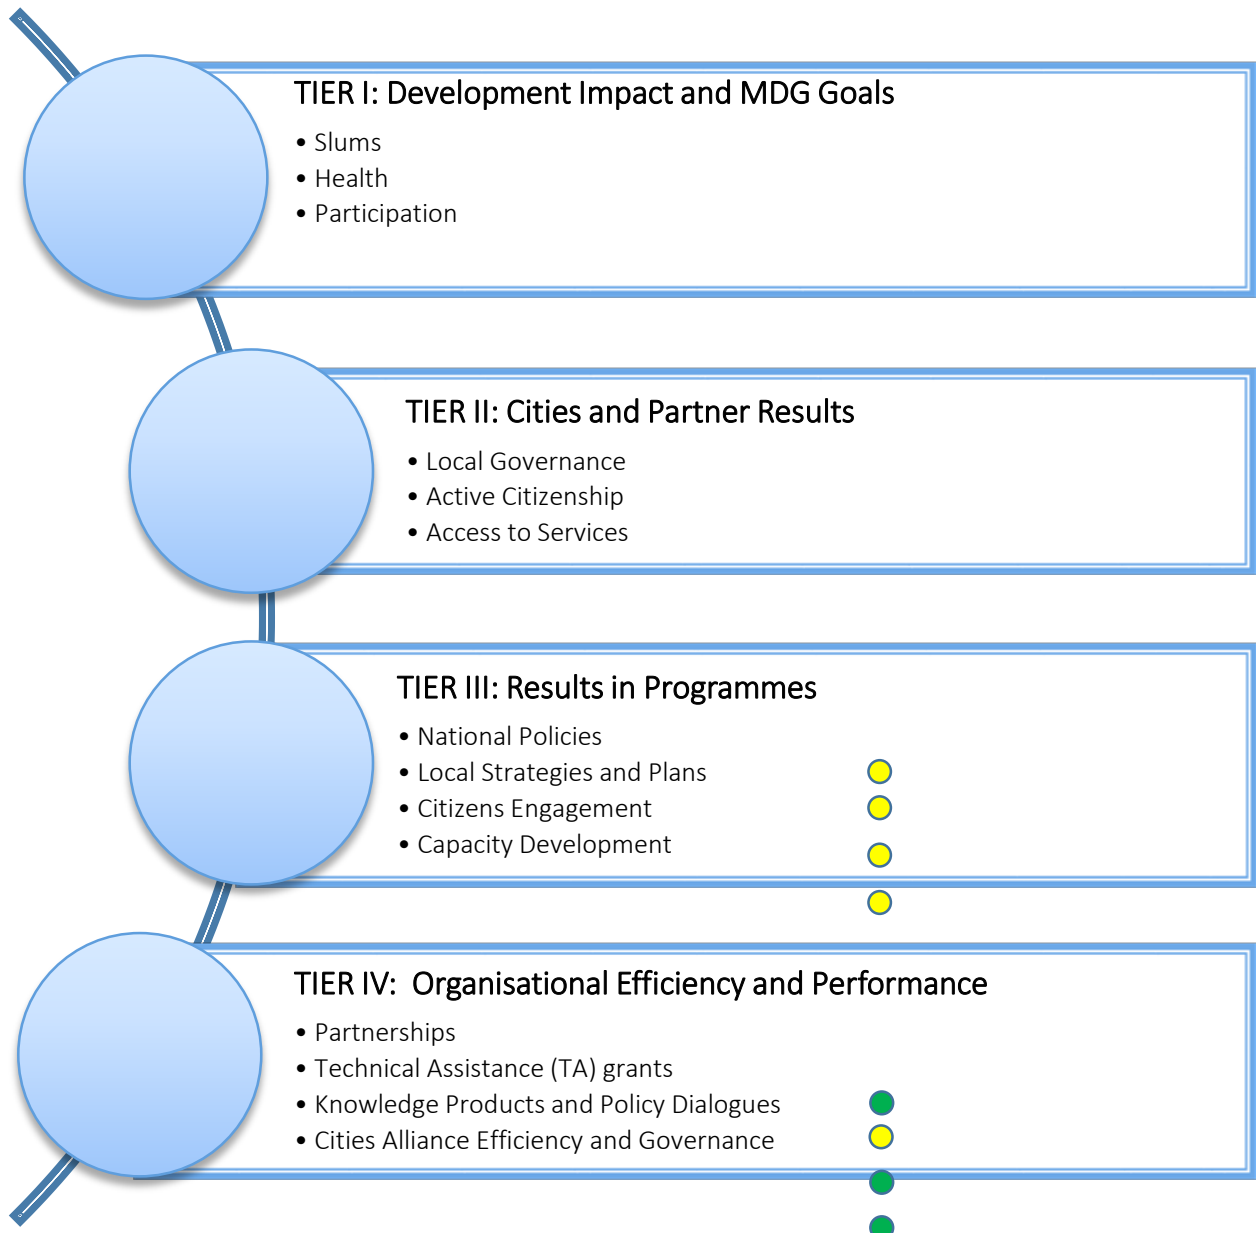 TIER I: Development Impact and MDG Goals
• Slums
• Health
• Participation
TIER II: Cities and Partner Results
• Local Governance
• Active Citizenship
• Access to Services
TIER III: Results in Programmes
• National Policies
• Local Strategies and Plans
• Citizens Engagement
• Capacity Development
TIER IV: Organisational Efficiency and Performance
• Partnerships
• Technical Assistance (TA) grants
• Knowledge Products and Policy Dialogues
• Cities Alliance Efficiency and Governance